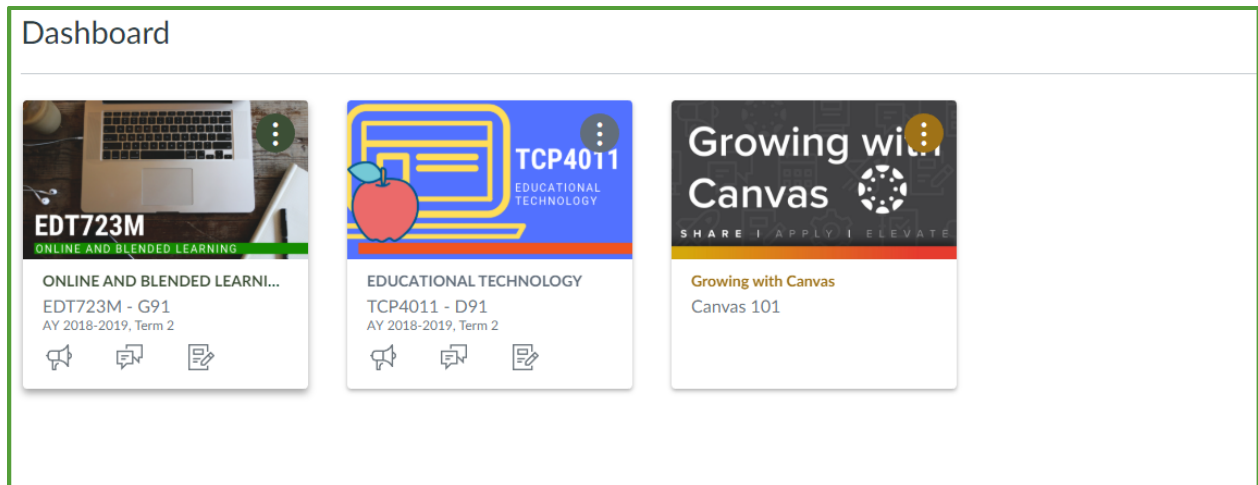 Dashboard
EDT723M
ONLINE AND BLENDED LEARNING
ONLINE AND BLENDED LEARNI...
EDT723M - G91
AY 2018-2019, Term 2
TCP4011
EDUCATIONAL
TECHNOLOGY
EDUCATIONAL TECHNOLOGY
TCP4011 - D91
AY 2018-2019, Term 2
Growing with
Canvas
SHARE I APPLY I ELEVATE
Growing with Canvas
Canvas 101